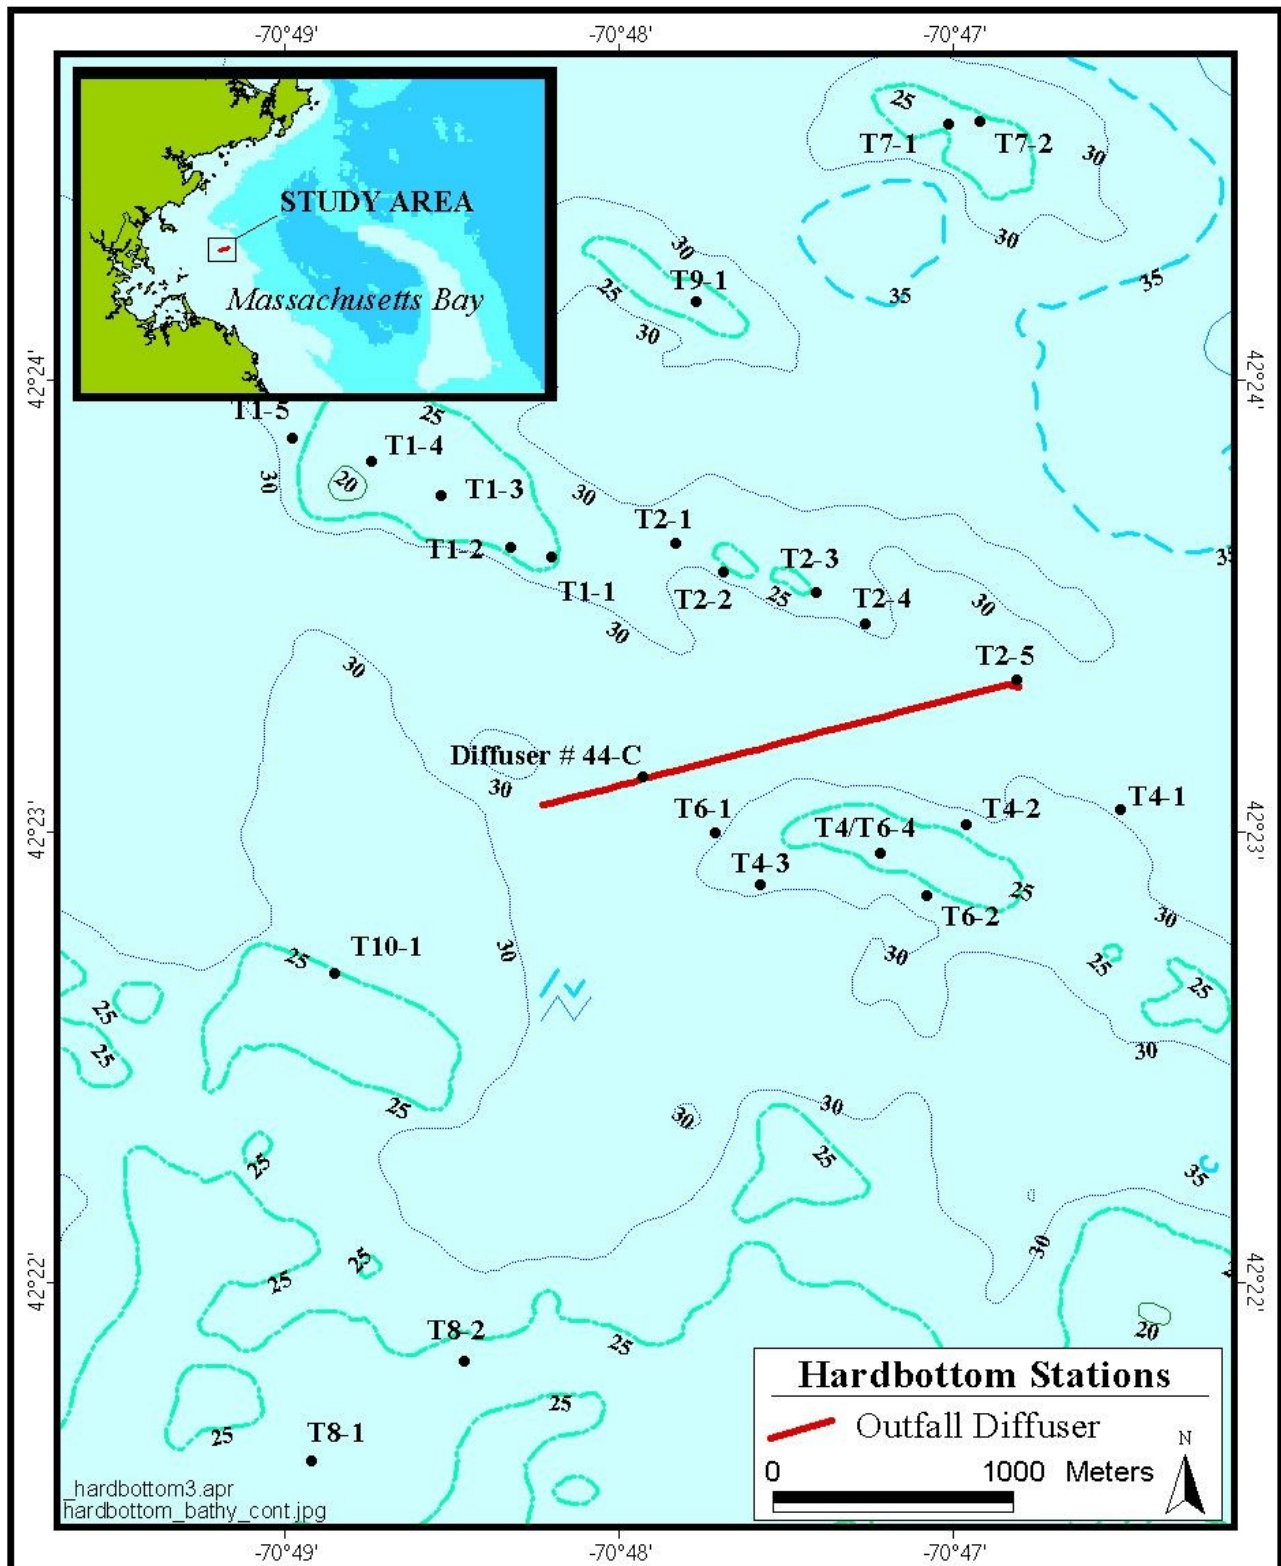 -70°49'
-70°48'
-70°47'
25
T7-1
T7-2
30
30
STUDY AREA
Massachusetts Bay
30
T9-1
25
30
35
35
42°24'
42°24'
T1-5
25
T1-4
20
T1-3
30
30
T1-2
T1-1
T2-1
T2-2
T2-3
25
T2-4
30
30
35
30
T2-5
Diffuser # 44-C
30
T6-1
T4-2
T4-1
T4/T6-4
T4-3
25
T6-2
42°23'
42°23'
30
30
25
T10-1
30
25
25
25
25
25
30
30
30
25
25
35
25
25
30
42°22'
42°22'
20
T8-2
25
25
25
T8-1
Hardbottom Stations
Outfall Diffuser
0 1000 Meters
N
_hardbottom3.apr
hardbottom_bathy_cont.jpg
-70°49'
-70°48'
-70°47'